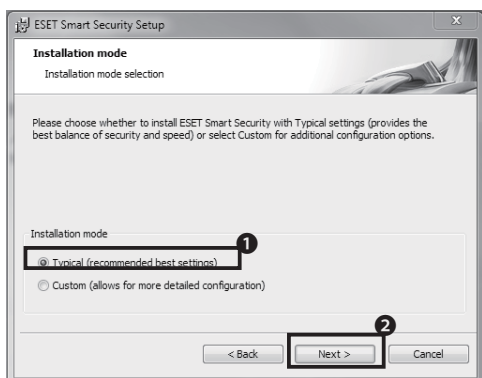 ESET Smart Security Setup
Installation mode
Installation mode selection
Please choose whether to install ESET Smart Security with Typical settings (provides the
best balance of security and speed) or select Custom for additional configuration options.
Installation mode
❶
Typical (recommended best settings)
Custom (allows for more detailed configuration)
❷
< Back Next > Cancel